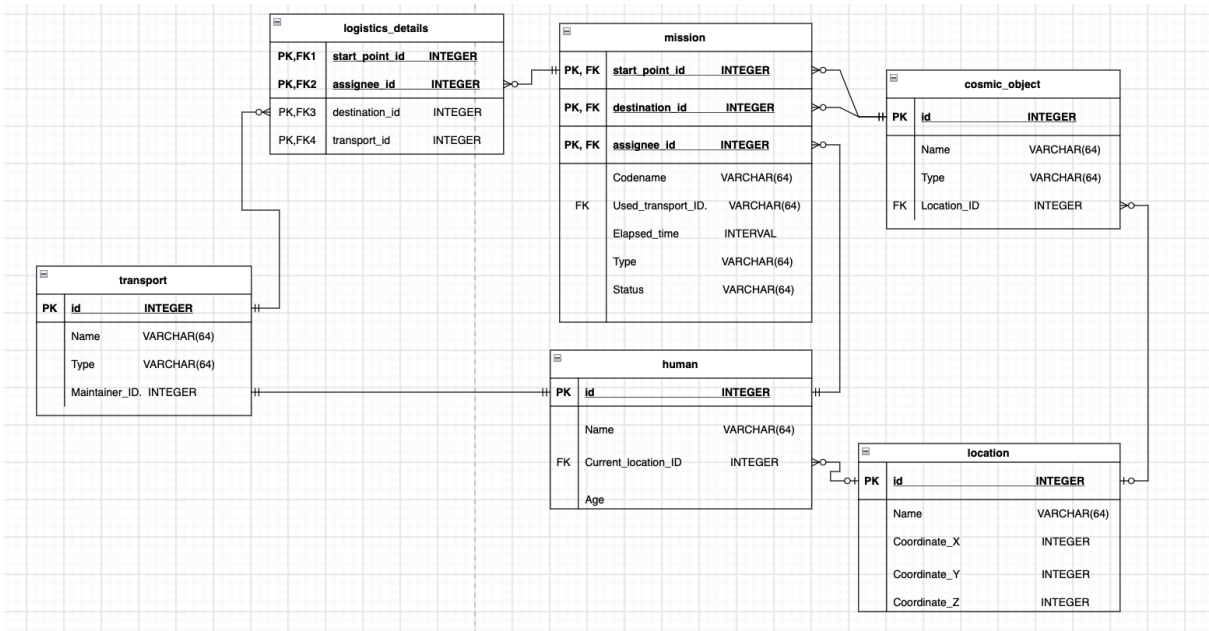 logistics_details
PK,FK1 start_point_id INTEGER
PK,FK2 assignee_id INTEGER
PK,FK3 destination_id INTEGER
PK,FK4 transport_id INTEGER
mission
PK, FK start_point_id INTEGER
PK, FK destination_id INTEGER
PK, FK assignee_id INTEGER
Codename VARCHAR(64)
FK Used_transport_ID. VARCHAR(64)
Elapsed_time INTERVAL
Type VARCHAR(64)
Status VARCHAR(64)
cosmic_object
PK id INTEGER
Name VARCHAR(64)
Type VARCHAR(64)
FK Location_ID INTEGER
transport
PK id INTEGER
Name VARCHAR(64)
Type VARCHAR(64)
Maintainer_ID. INTEGER
human
PK id INTEGER
Name VARCHAR(64)
FK Current_location_ID INTEGER
Age
location
PK id INTEGER
Name VARCHAR(64)
Coordinate_X INTEGER
Coordinate_Y INTEGER
Coordinate_Z INTEGER